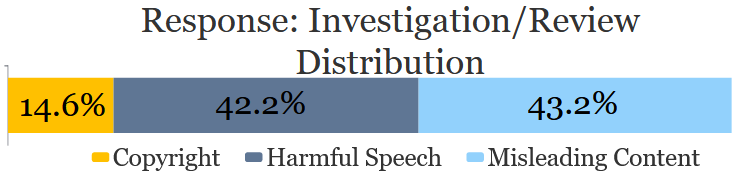 Response: Investigation/Review
Distribution
14.6% 42.2% 43.2%
Copyright Harmful Speech Misleading Content